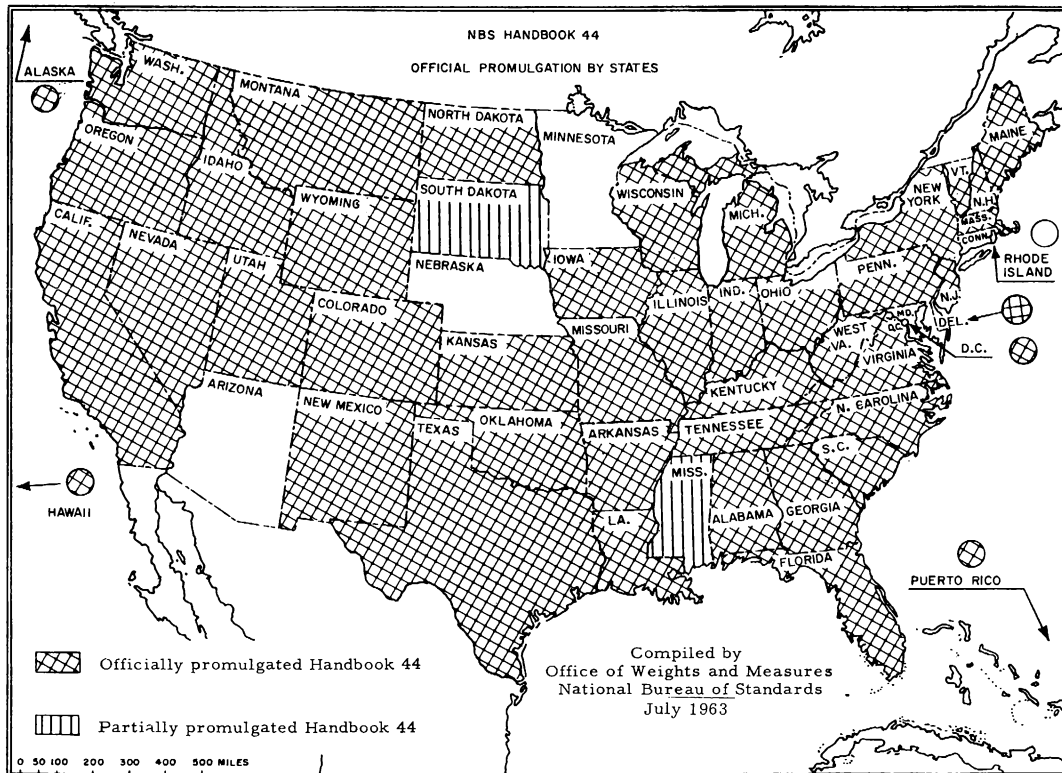 NBS HANDBOOK 44
OFFICIAL PROMULGATION BY STATES
ALASKA
WASH.
MONTANA
NORTH DAKOTA
MINNESOTA
MAINE
OREGON
IDAHO
SOUTH DAKOTA
WISCONSIN
MICH.
NEW
YORK
VT.
N.H.
MASS.
CONN.
RHODE
ISLAND
WYOMING
CALIF.
NEVADA
UTAH
NEBRASKA
IOWA
PENN.
COLORADO
ILLINOIS
IND.
OHIO
N.J.
MD.
DEL.
D.C.
D.C.
KANSAS
MISSOURI
WEST
VA.
VIRGINIA
ARIZONA
NEW MEXICO
KENTUCKY
TEXAS
OKLAHOMA
ARKANSAS
TENNESSEE
N. CAROLINA
S.C.
MISS.
HAWAII
LA.
ALABAMA
GEORGIA
FLORIDA
PUERTO RICO
Officially promulgated Handbook 44
Partially promulgated Handbook 44
Compiled by
Office of Weights and Measures
National Bureau of Standards
July 1963
0 50 100 200 300 400 500 MILES